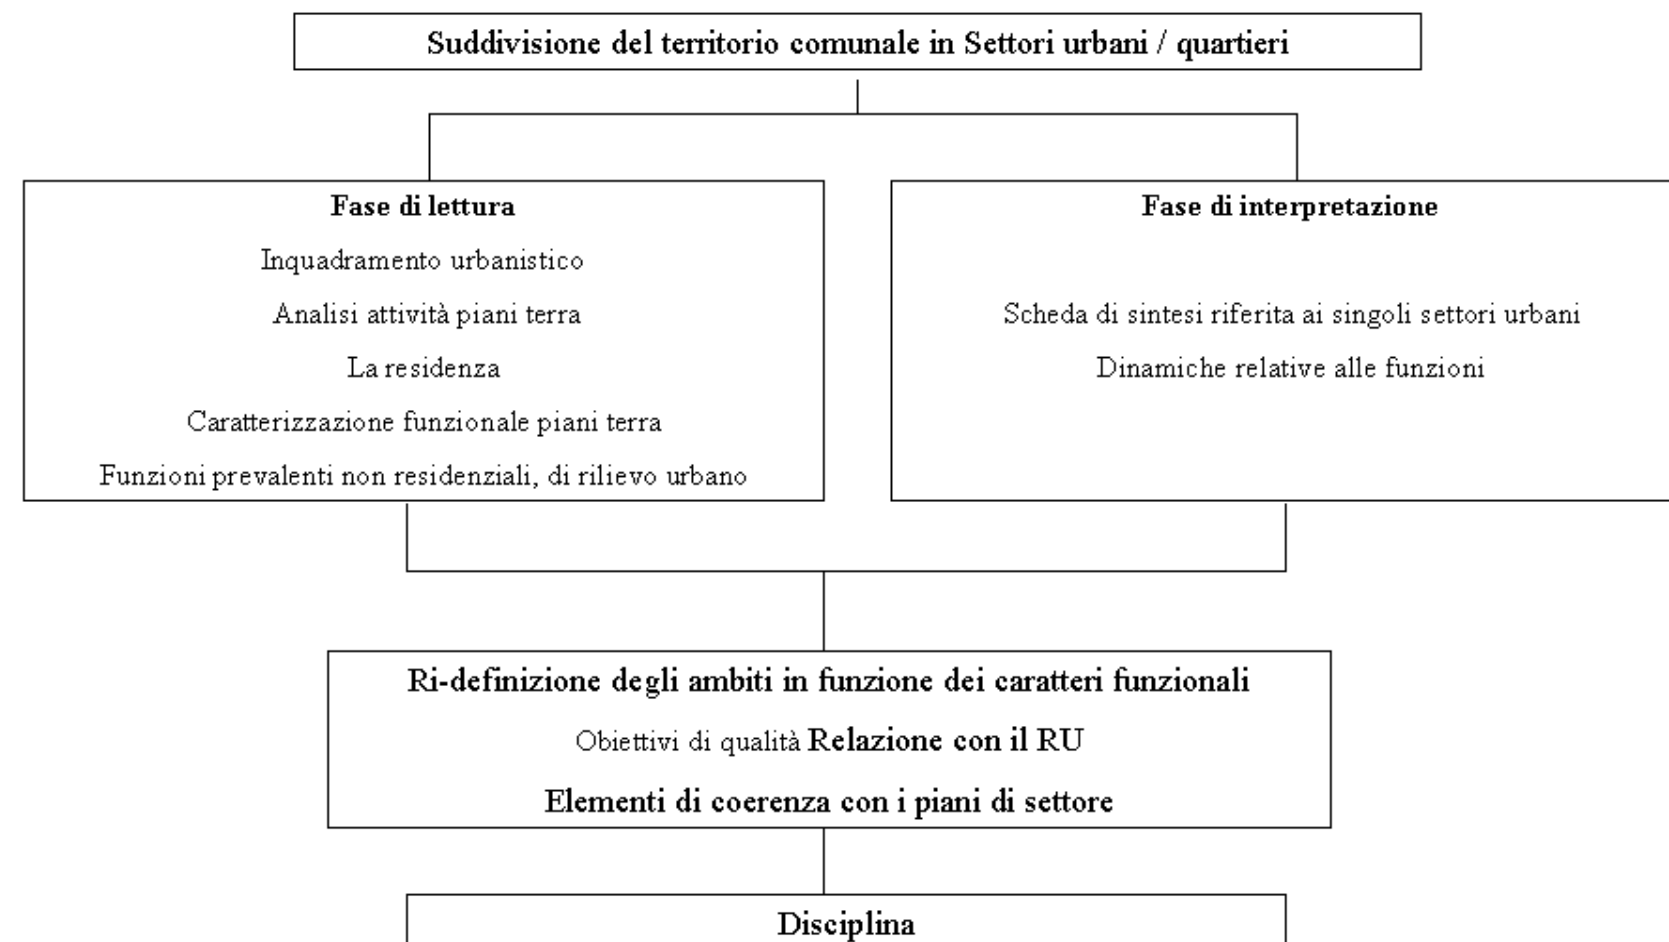 Suddivisione del territorio comunale in Settori urbani / quartieri
Fase di lettura
Inquadramento urbanistico
Analisi attività piani terra
La residenza
Caratterizzazione funzionale piani terra
Funzioni prevalenti non residenziali, di rilievo urbano
Fase di interpretazione
Scheda di sintesi riferita ai singoli settori urbani
Dinamiche relative alle funzioni
Ri-definizione degli ambiti in funzione dei caratteri funzionali
Obiettivi di qualità Relazione con il RU
Elementi di coerenza con i piani di settore
Disciplina